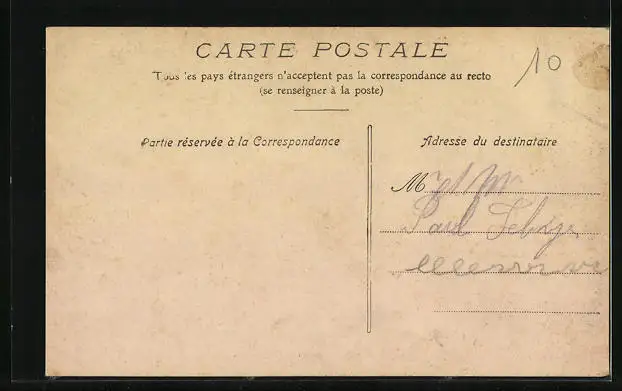 CARTE POSTALE
10
Tous les pays étrangers n'acceptent pas la correspondance au recto
(se renseigner à la poste)
Partie réservée à la Correspondance
Adresse du destinataire
M
Paul